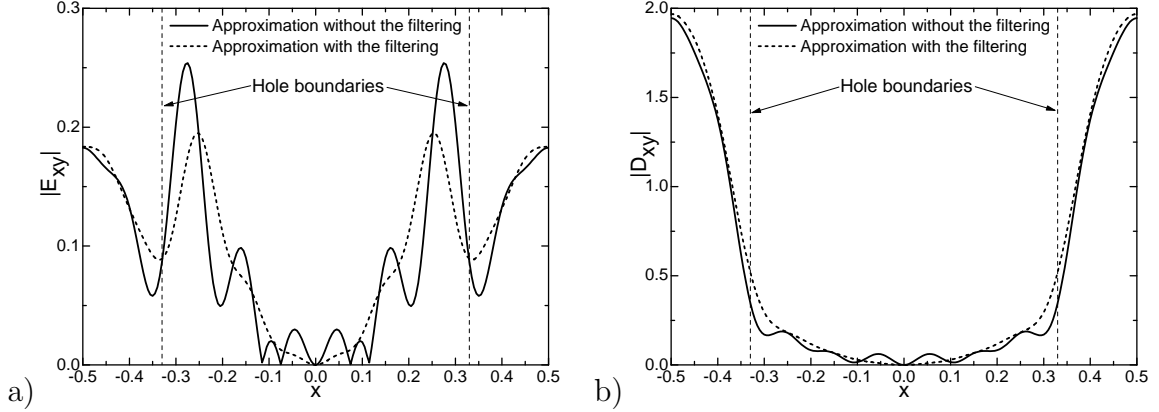 0.3
Approximation without the filtering
Approximation with the filtering
Hole boundaries
0.2
|E_xy|
0.1
0.0
-0.5 -0.4 -0.3 -0.2 -0.1 0.0 0.1 0.2 0.3 0.4 0.5
x
a)
2.0
Approximation without the filtering
Approximation with the filtering
1.5
Hole boundaries
|D_xy|
1.0
0.5
0.0
-0.5 -0.4 -0.3 -0.2 -0.1 0.0 0.1 0.2 0.3 0.4 0.5
x
b)